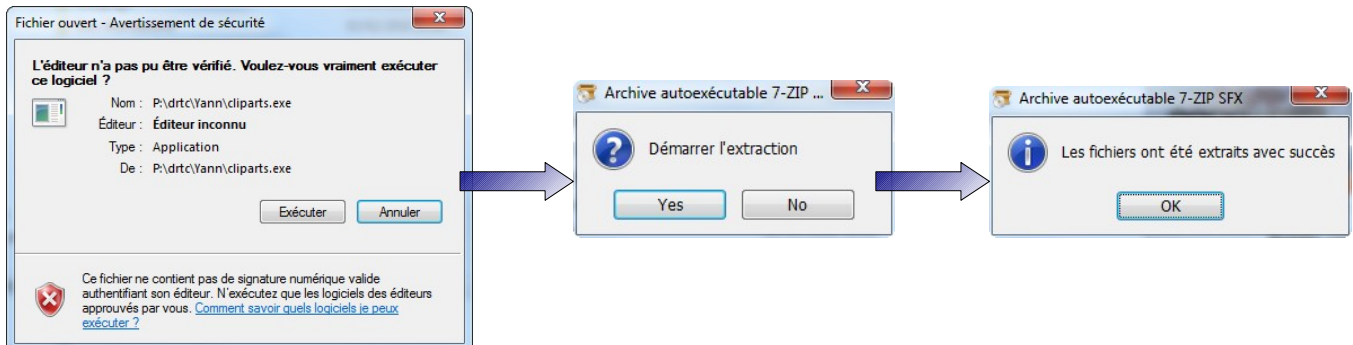 Fichier ouvert - Avertissement de sécurité
L'éditeur n'a pas pu être vérifié. Voulez-vous vraiment exécuter
ce logiciel ?
Nom : P:\drtc\Yann\cliparts.exe
Éditeur : Éditeur inconnu
Type : Application
De : P:\drtc\Yann\cliparts.exe
Exécuter Annuler
Ce fichier ne contient pas de signature numérique valide
authentifiant son éditeur. N'exécutez que les logiciels des éditeurs
approuvés par vous. Comment savoir quels logiciels je peux
exécuter ?
Archive autoexécutable 7-ZIP ...
Démarrer l'extraction
Yes No
Archive autoexécutable 7-ZIP SFX
Les fichiers ont été extraits avec succès
OK